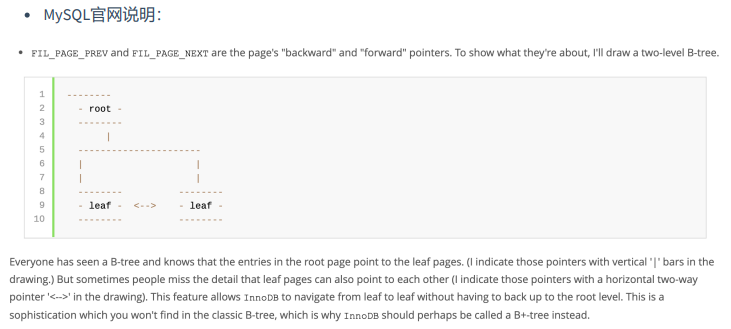 • MySQL官网说明：
• FIL_PAGE_PREV and FIL_PAGE_NEXT are the page's "backward" and "forward" pointers. To show what they're about, I'll draw a two-level B-tree.
1 --------
2 - root -
3 --------
4 |
5 ----------------------
6 | |
7 | |
8 -------- --------
9 - leaf - <--> - leaf -
10 -------- --------
Everyone has seen a B-tree and knows that the entries in the root page point to the leaf pages. (I indicate those pointers with vertical '|' bars in the
drawing.) But sometimes people miss the detail that leaf pages can also point to each other (I indicate those pointers with a horizontal two-way
pointer '<-->' in the drawing). This feature allows InnoDB to navigate from leaf to leaf without having to back up to the root level. This is a
sophistication which you won't find in the classic B-tree, which is why InnoDB should perhaps be called a B+-tree instead.